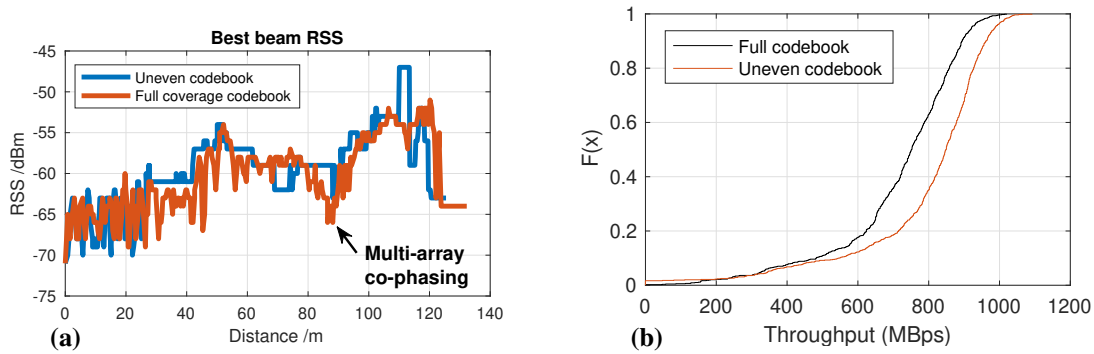 Best beam RSS
-45
-50
-55
-60
-65
-70
-75
RSS /dBm
Uneven codebook
Full coverage codebook
Multi-array
co-phasing
0 20 40 60 80 100 120 140
Distance /m
(a)
1
0.8
0.6
0.4
0.2
0
F(x)
Full codebook
Uneven codebook
0 200 400 600 800 1000 1200
Throughput (MBps)
(b)